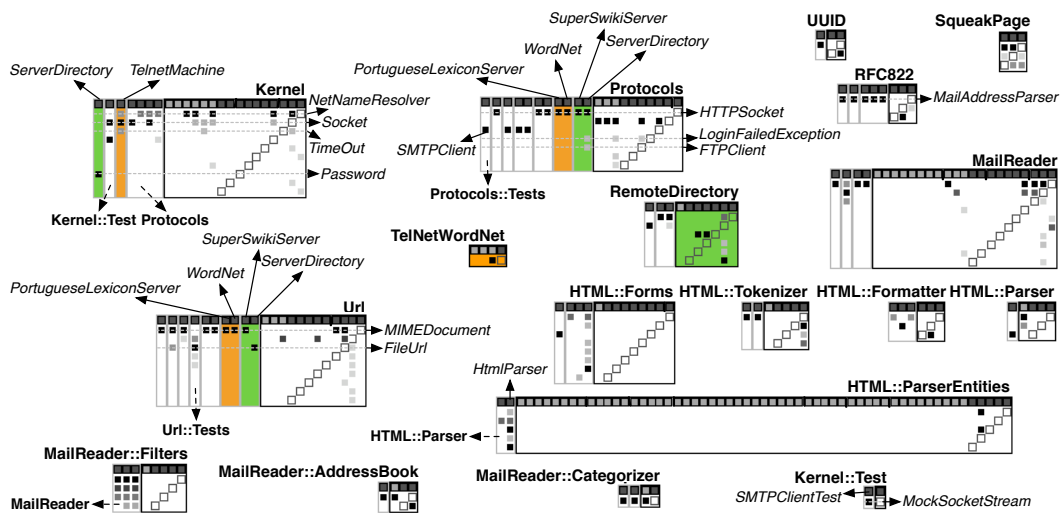 SuperSwikiServer
WordNet
ServerDirectory
UUID
SqueakPage
ServerDirectory
TelnetMachine
PortugueseLexiconServer
RFC822
Kernel
NetNameResolver
Socket
TimeOut
Password
Protocols
HTTPSocket
LoginFailedException
FTPClient
SMTPClient
MailAddressParser
Protocols::Tests
Kernel::Test Protocols
MailReader
RemoteDirectory
SuperSwikiServer
WordNet
ServerDirectory
TelNetWordNet
PortugueseLexiconServer
Url
MIMEDocument
FileUrl
HTML::Forms
HTML::Tokenizer
HTML::Formatter
HTML::Parser
HtmlParser
HTML::ParserEntities
Url::Tests
HTML::Parser
MailReader::Filters
MailReader::AddressBook
MailReader::Categorizer
Kernel::Test
MailReader
SMTPClientTest
MockSocketStream